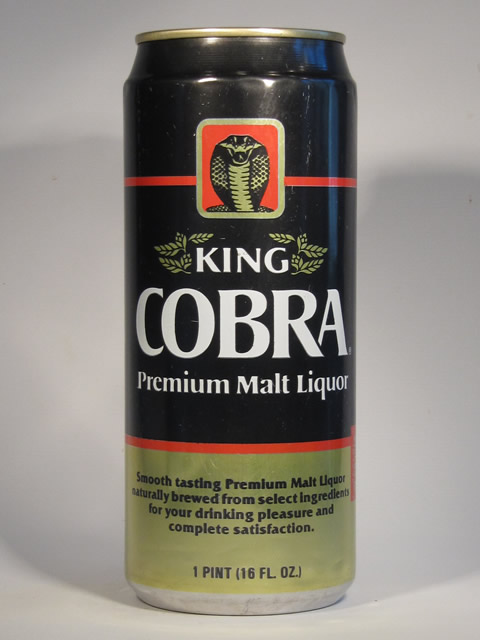 KING
COBRA
Premium Malt Liquor
Smooth tasting Premium Malt Liquor
naturally brewed from select ingredients
for your drinking pleasure and
complete satisfaction.
1 PINT (16 FL. OZ.)